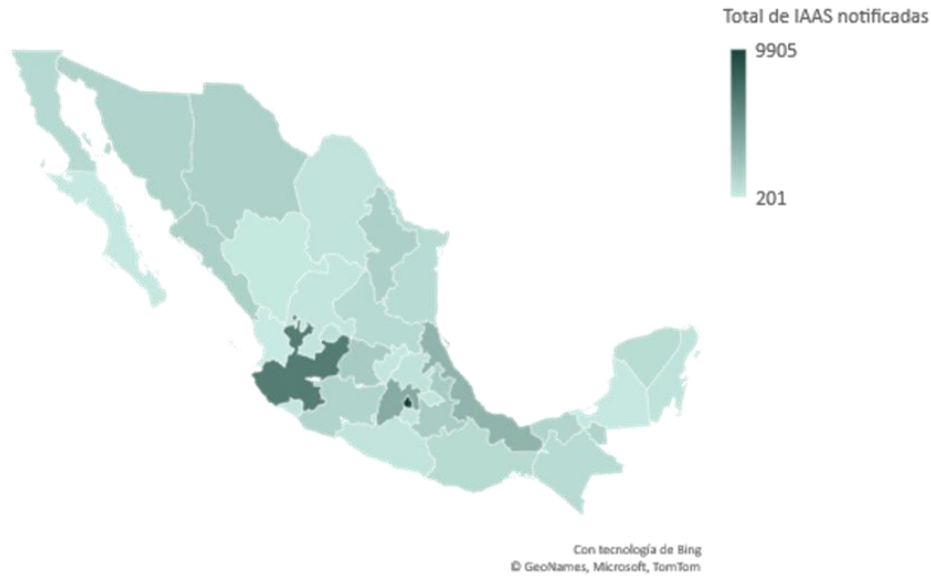 Total de IAAS notificadas
9905
201
Con tecnología de Bing
© GeoNames, Microsoft, TomTom